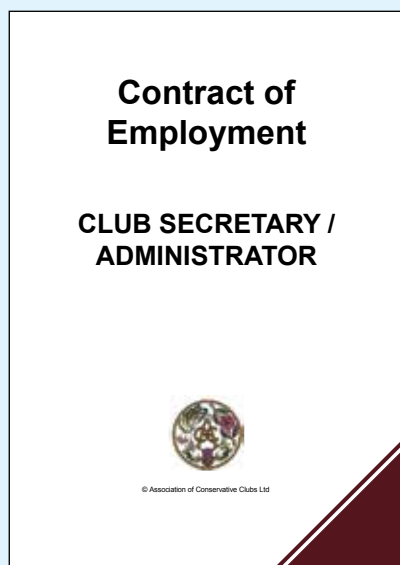 Contract of
Employment
CLUB SECRETARY /
ADMINISTRATOR
© Association of Conservative Clubs Ltd